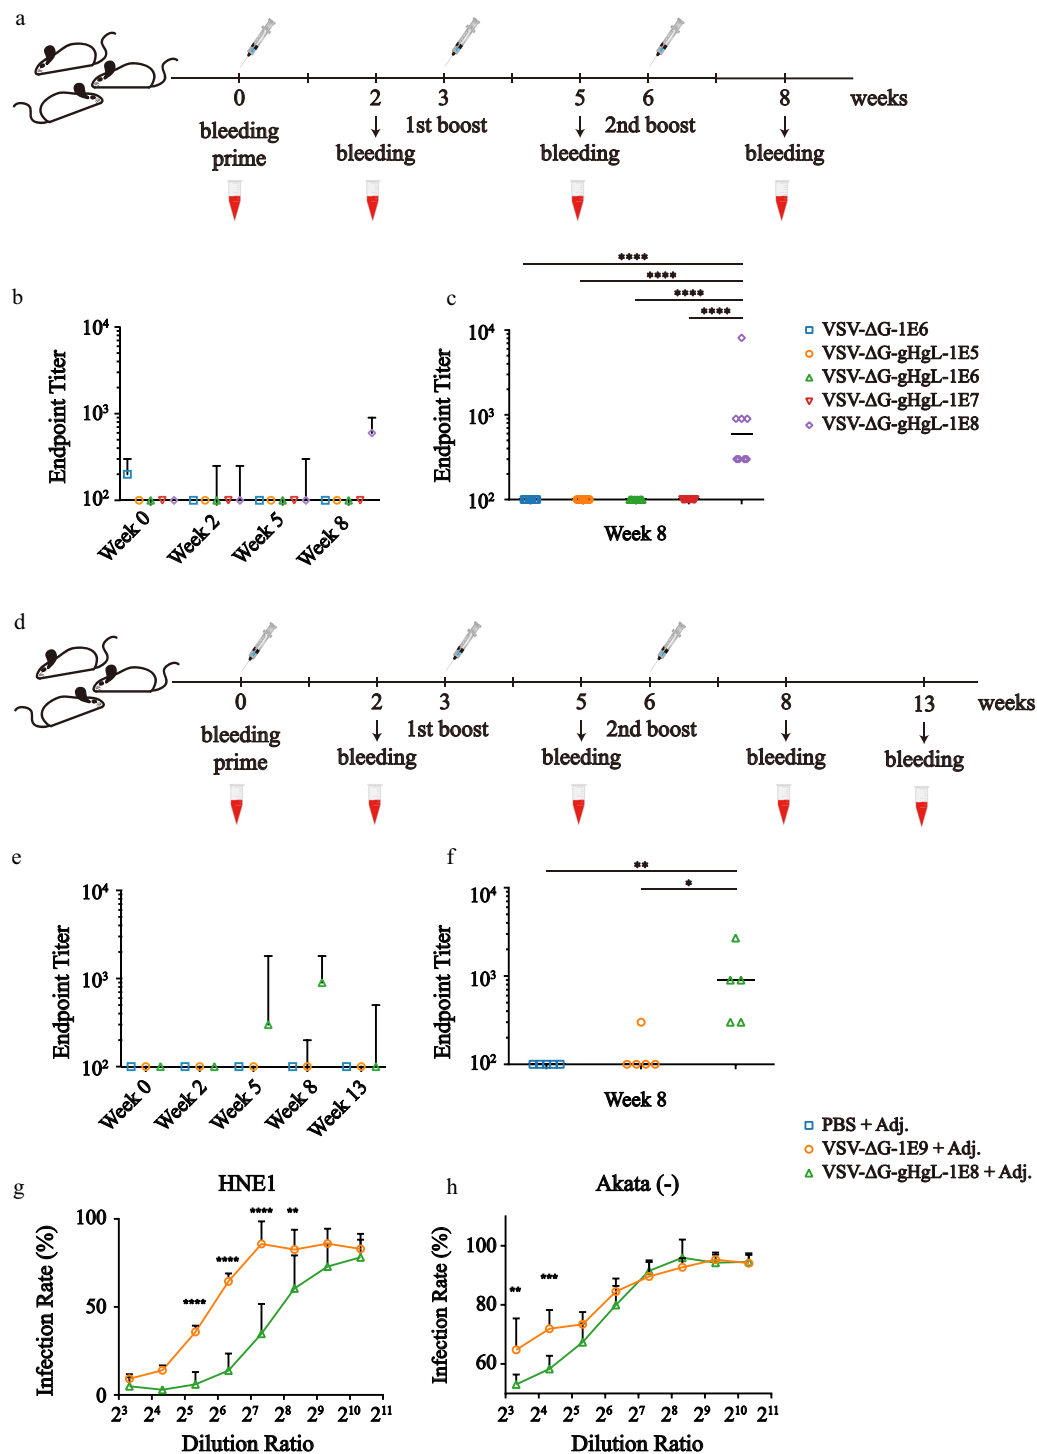 a
0 2 3 5 6 8 weeks
bleeding prime
1st boost
2nd boost
bleeding
bleeding
bleeding
b
Endpoint Titer
10⁴
10³
10²
Week 0
Week 2
Week 5
Week 8
c
****
****
****
****
Endpoint Titer
10⁴
10³
10²
Week 8
VSV-ΔG-1E6
VSV-ΔG-gHgL-1E5
VSV-ΔG-gHgL-1E6
VSV-ΔG-gHgL-1E7
VSV-ΔG-gHgL-1E8
d
0 2 3 5 6 8 13 weeks
bleeding prime
1st boost
2nd boost
bleeding
bleeding
bleeding
bleeding
e
Endpoint Titer
10⁴
10³
10²
Week 0
Week 2
Week 5
Week 8
Week 13
f
**
*
Endpoint Titer
10⁴
10³
10²
Week 8
PBS + Adj.
VSV-ΔG-1E9 + Adj.
VSV-ΔG-gHgL-1E8 + Adj.
g
HNE1
Infection Rate (%)
100
50
0
****
****
****
**
2³ 2⁴ 2⁵ 2⁶ 2⁷ 2⁸ 2⁹ 2¹⁰ 2¹¹
Dilution Ratio
h
Akata (-)
Infection Rate (%)
100
80
60
**
***
2³ 2⁴ 2⁵ 2⁶ 2⁷ 2⁸ 2⁹ 2¹⁰ 2¹¹
Dilution Ratio